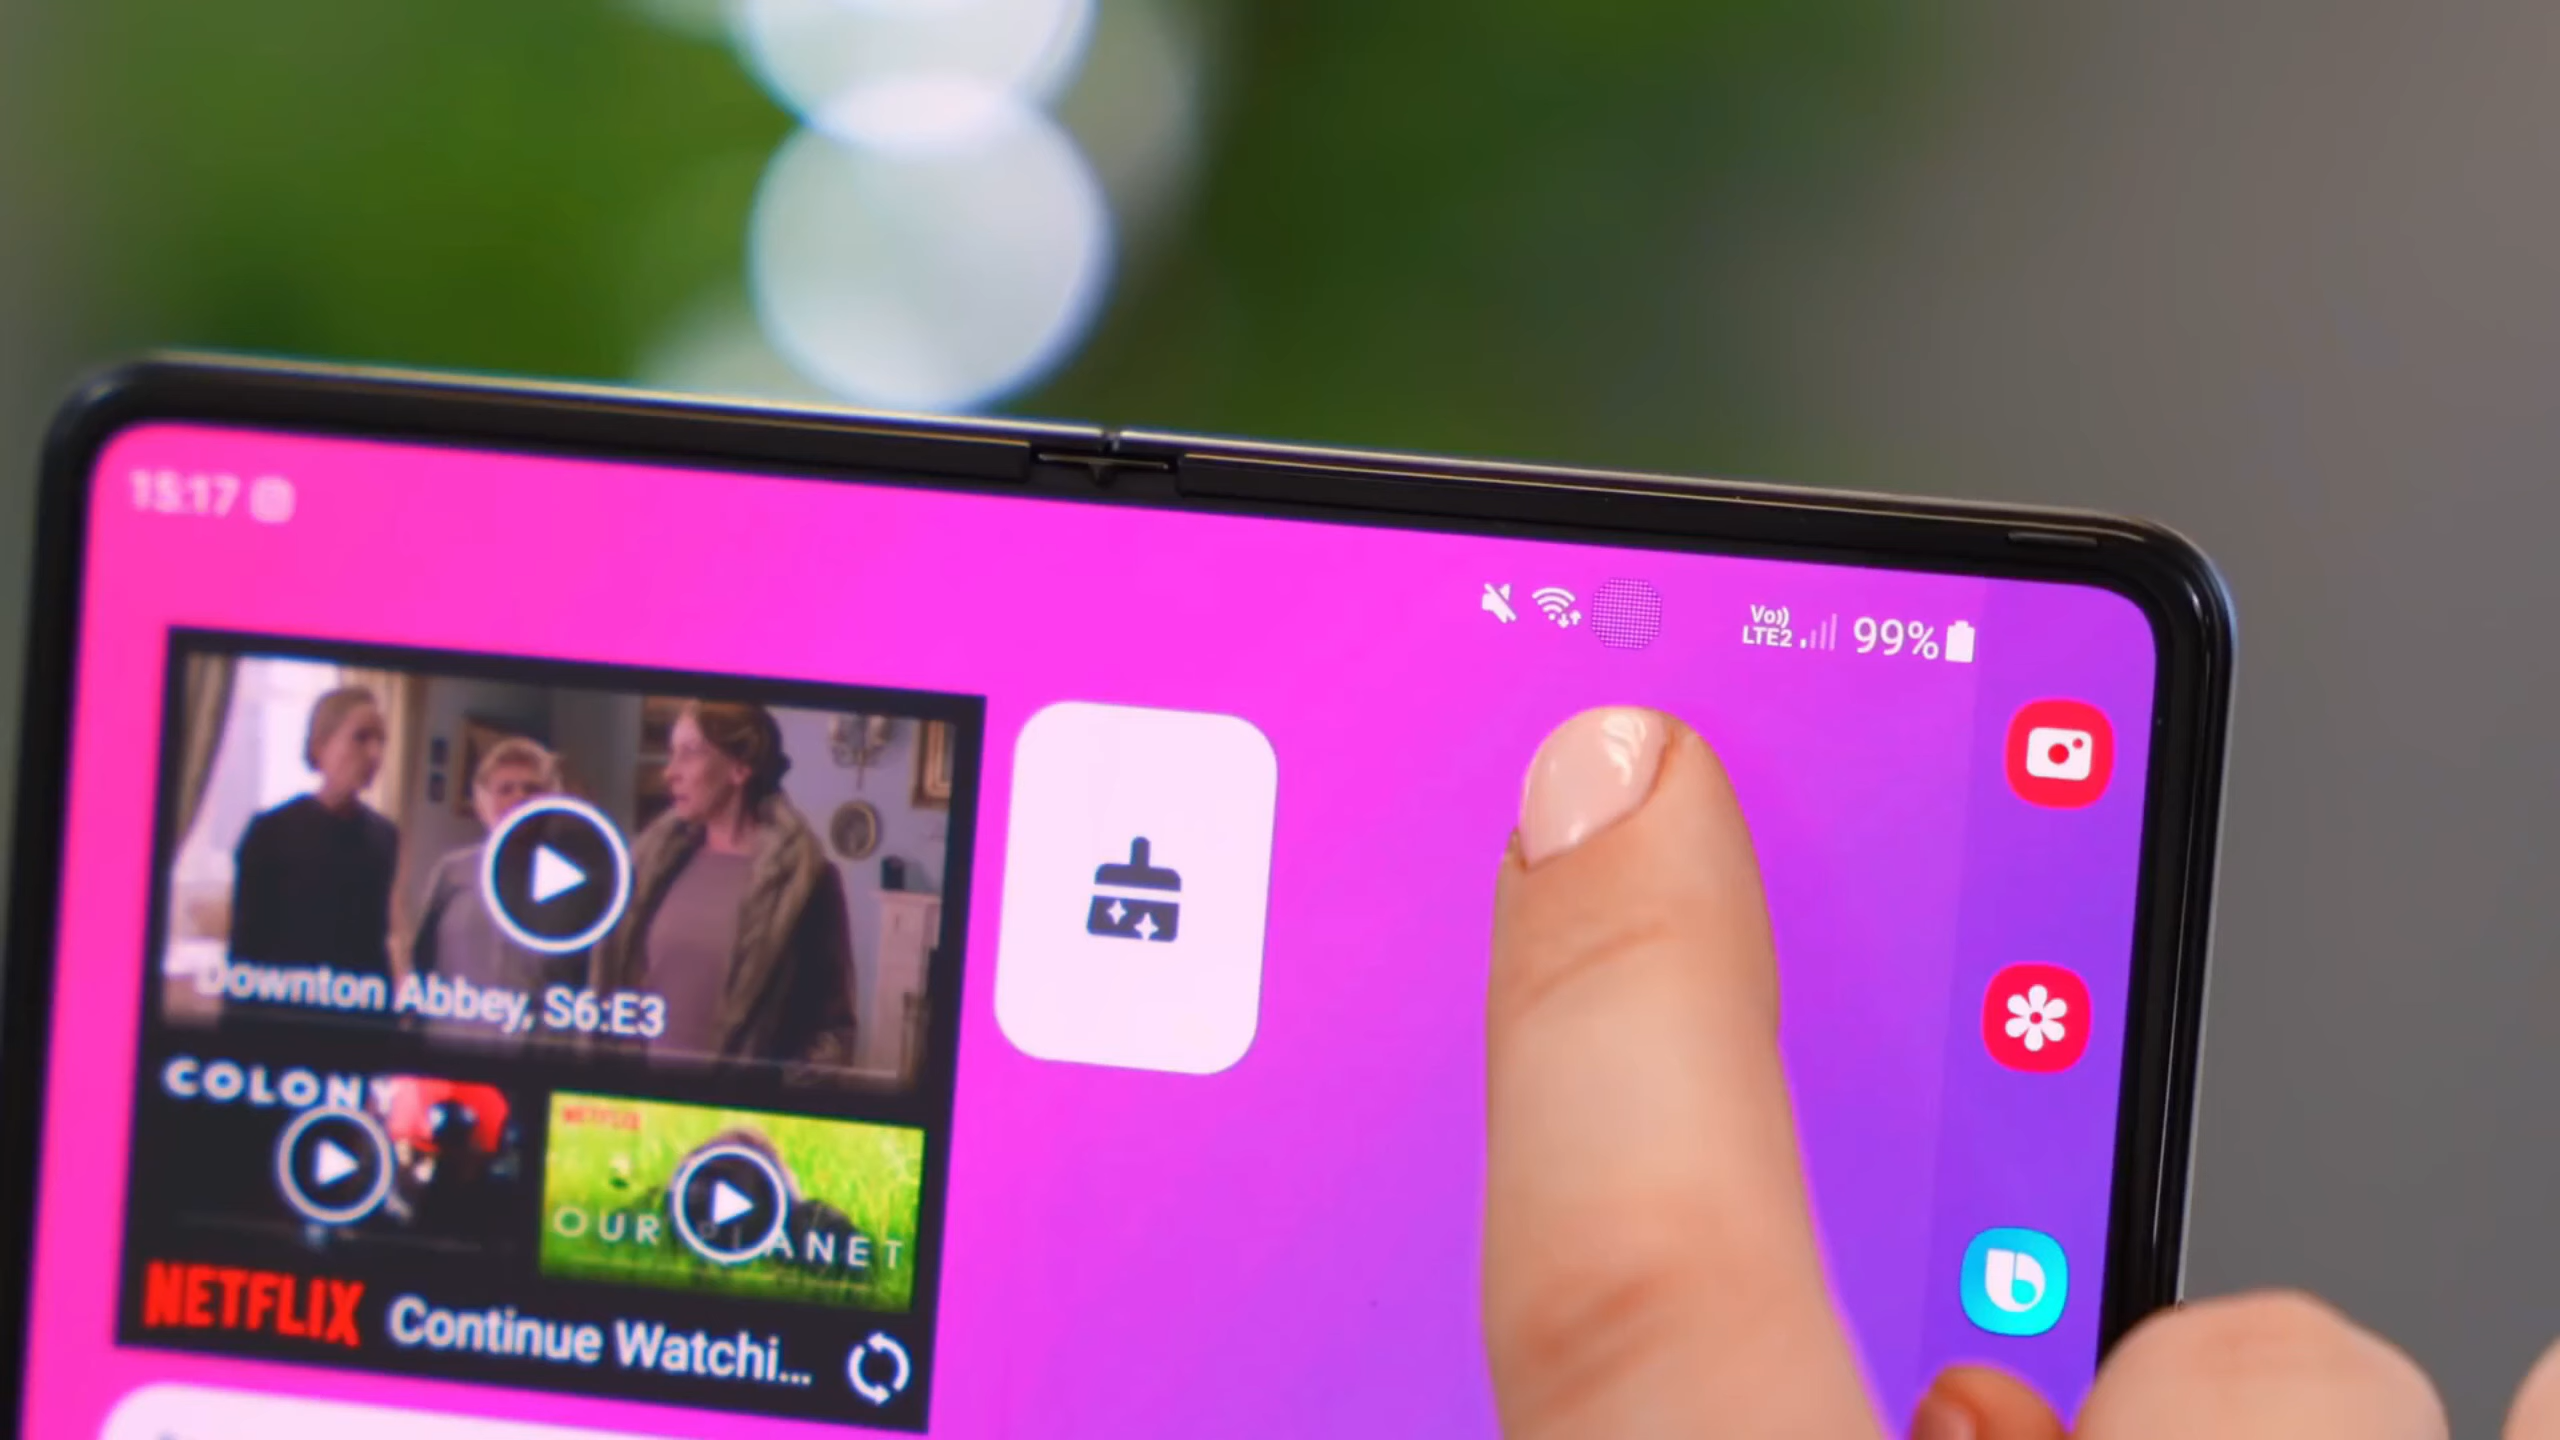 15:17
Vo))
LTE2
99%
Downton Abbey, S6:E3
COLONY
NETFLIX
OUR PLANET
NETFLIX Continue Watchi...